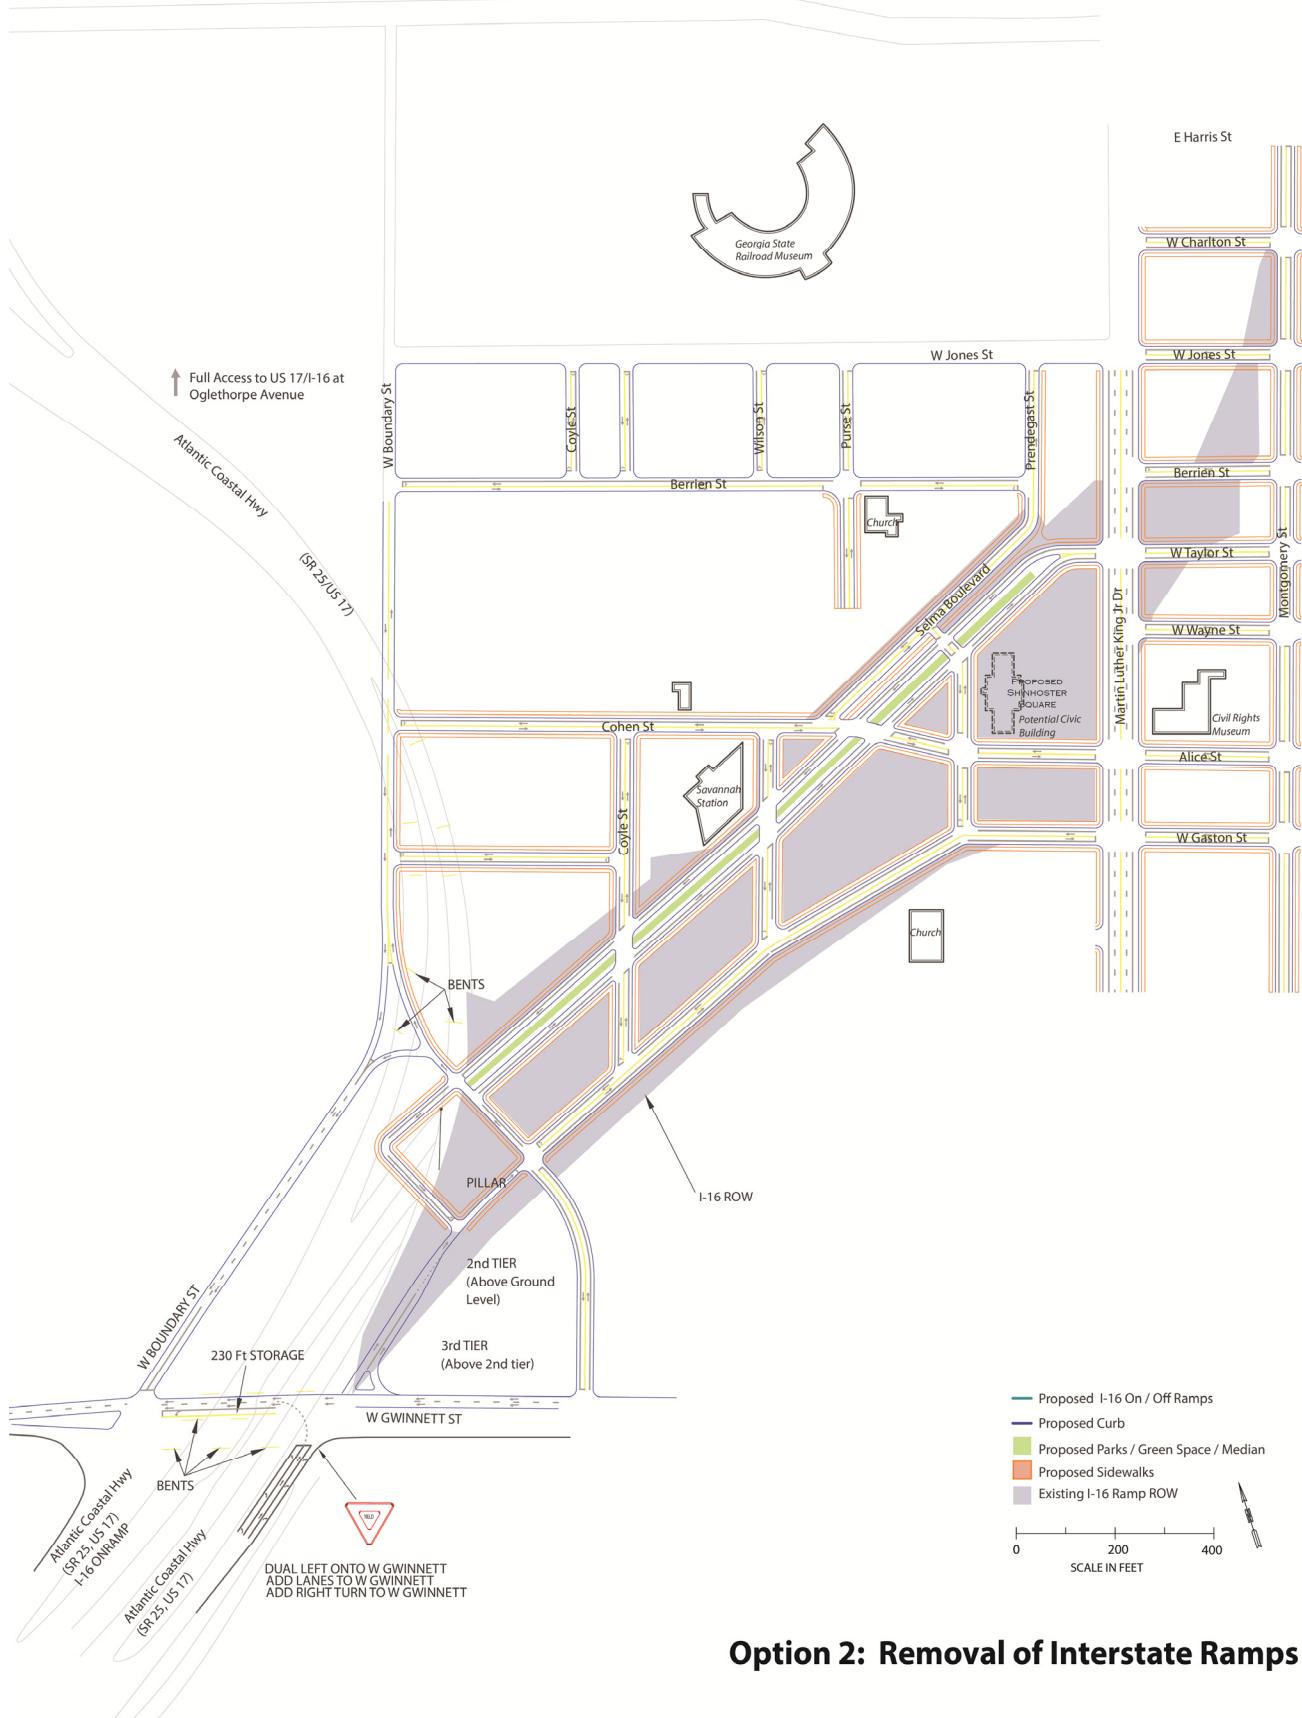 E Harris St
W Charlton St
Georgia State
Railroad Museum
W Jones St
W Jones St
Full Access to US 17/I-16 at
Oglethorpe Avenue
W Boundary St
Coyle St
Wilson St
Purse St
Prendegast St
Atlantic Coastal Hwy
(SR 25/US 17)
Berrien St
Berrien St
Church
W Taylor St
Montgomery St
Selma Boulevard
Martin Luther King Jr Dr
W Wayne St
PROPOSED
SHINHOSTER
SQUARE
Potential Civic
Building
Civil Rights
Museum
Cohen St
Alice St
Savannah
Station
Coyle St
W Gaston St
Church
BENTS
PILLAR
I-16 ROW
2nd TIER
(Above Ground
Level)
3rd TIER
(Above 2nd tier)
W BOUNDARY ST
230 Ft STORAGE
W GWINNETT ST
BENTS
Atlantic Coastal Hwy
(SR 25, US 17)
I-16 ONRAMP
Atlantic Coastal Hwy
(SR 25, US 17)
YIELD
DUAL LEFT ONTO W GWINNETT
ADD LANES TO W GWINNETT
ADD RIGHT TURN TO W GWINNETT
Proposed I-16 On / Off Ramps
Proposed Curb
Proposed Parks / Green Space / Median
Proposed Sidewalks
Existing I-16 Ramp ROW
0 200 400
SCALE IN FEET
Option 2: Removal of Interstate Ramps